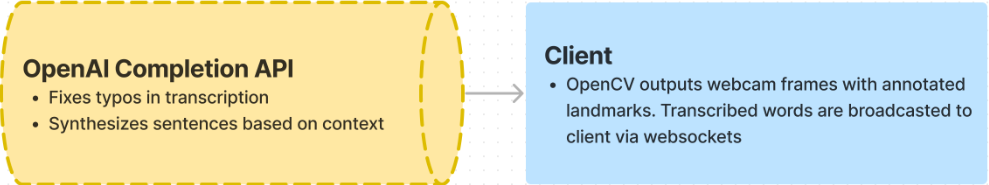 OpenAI Completion API
• Fixes typos in transcription
• Synthesizes sentences based on context
Client
• OpenCV outputs webcam frames with annotated
landmarks. Transcribed words are broadcasted to
client via websockets